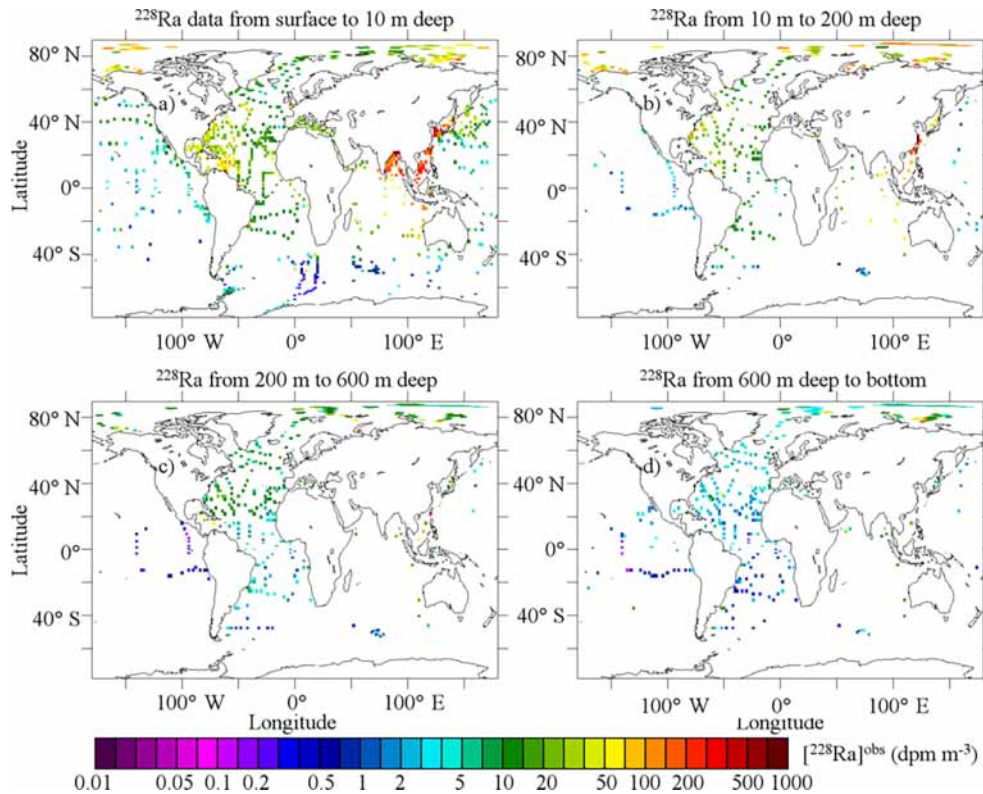 ²²⁸Ra data from surface to 10 m deep
²²⁸Ra from 10 m to 200 m deep
80° N
40° N
0°
40° S
Latitude
a)
100° W 0° 100° E
80° N
40° N
0°
40° S
b)
100° W 0° 100° E
²²⁸Ra from 200 m to 600 m deep
²²⁸Ra from 600 m deep to bottom
80° N
40° N
0°
40° S
Latitude
c)
100° W 0° 100° E
Longitude
80° N
40° N
0°
40° S
d)
100° W 0° 100° E
Longitude
0.01 0.05 0.1 0.2 0.5 1 2 5 10 20 50 100 200 500 1000
[²²⁸Ra]ᵒᵇˢ (dpm m⁻³)